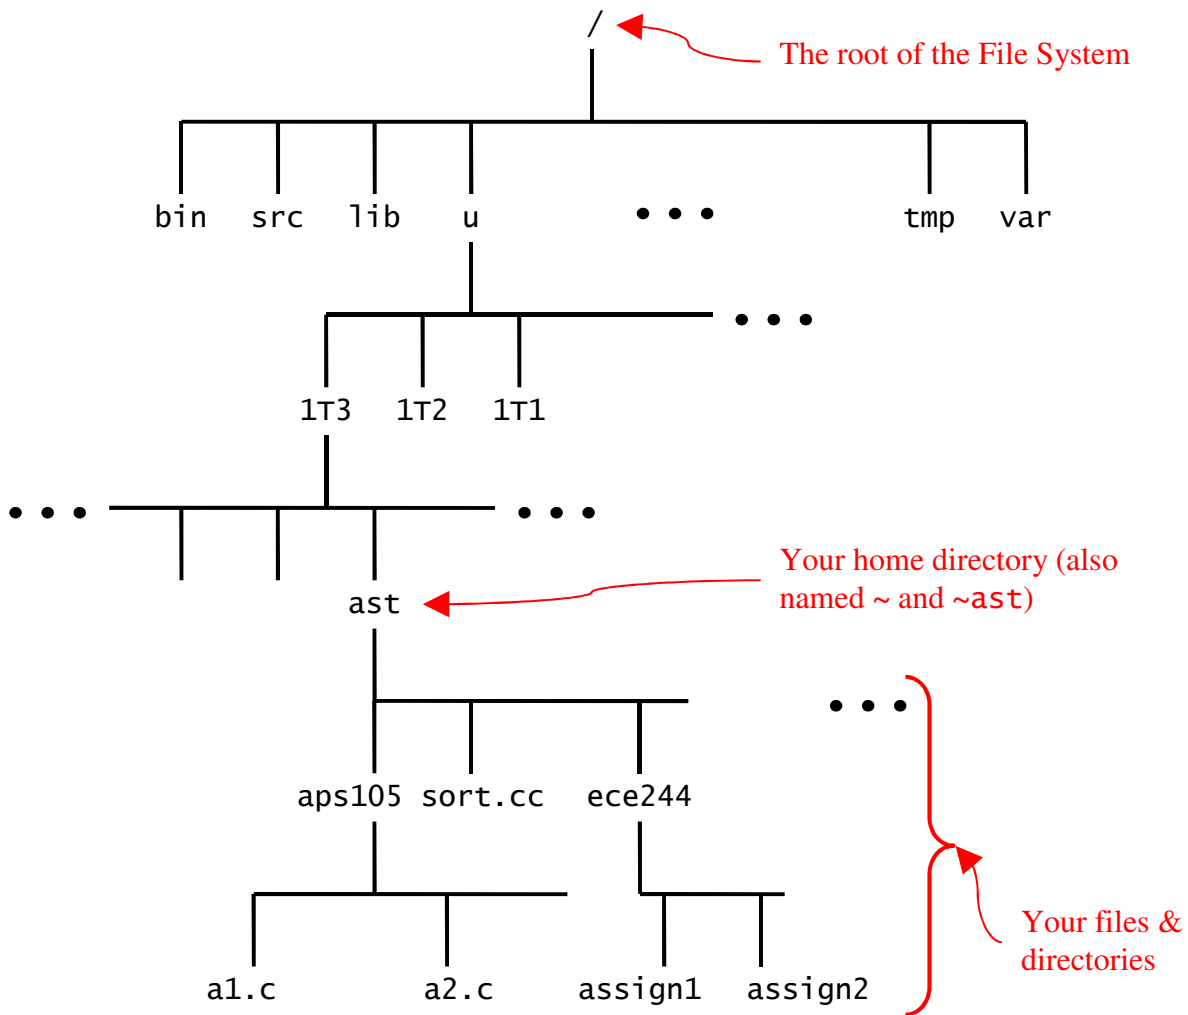 /
The root of the File System
bin src lib u • • • tmp var
• • •
1T3 1T2 1T1
• • • • • •
Your home directory (also
named ~ and ~ast)
ast
• • •
aps105 sort.cc ece244
Your files &
directories
a1.c a2.c assign1 assign2